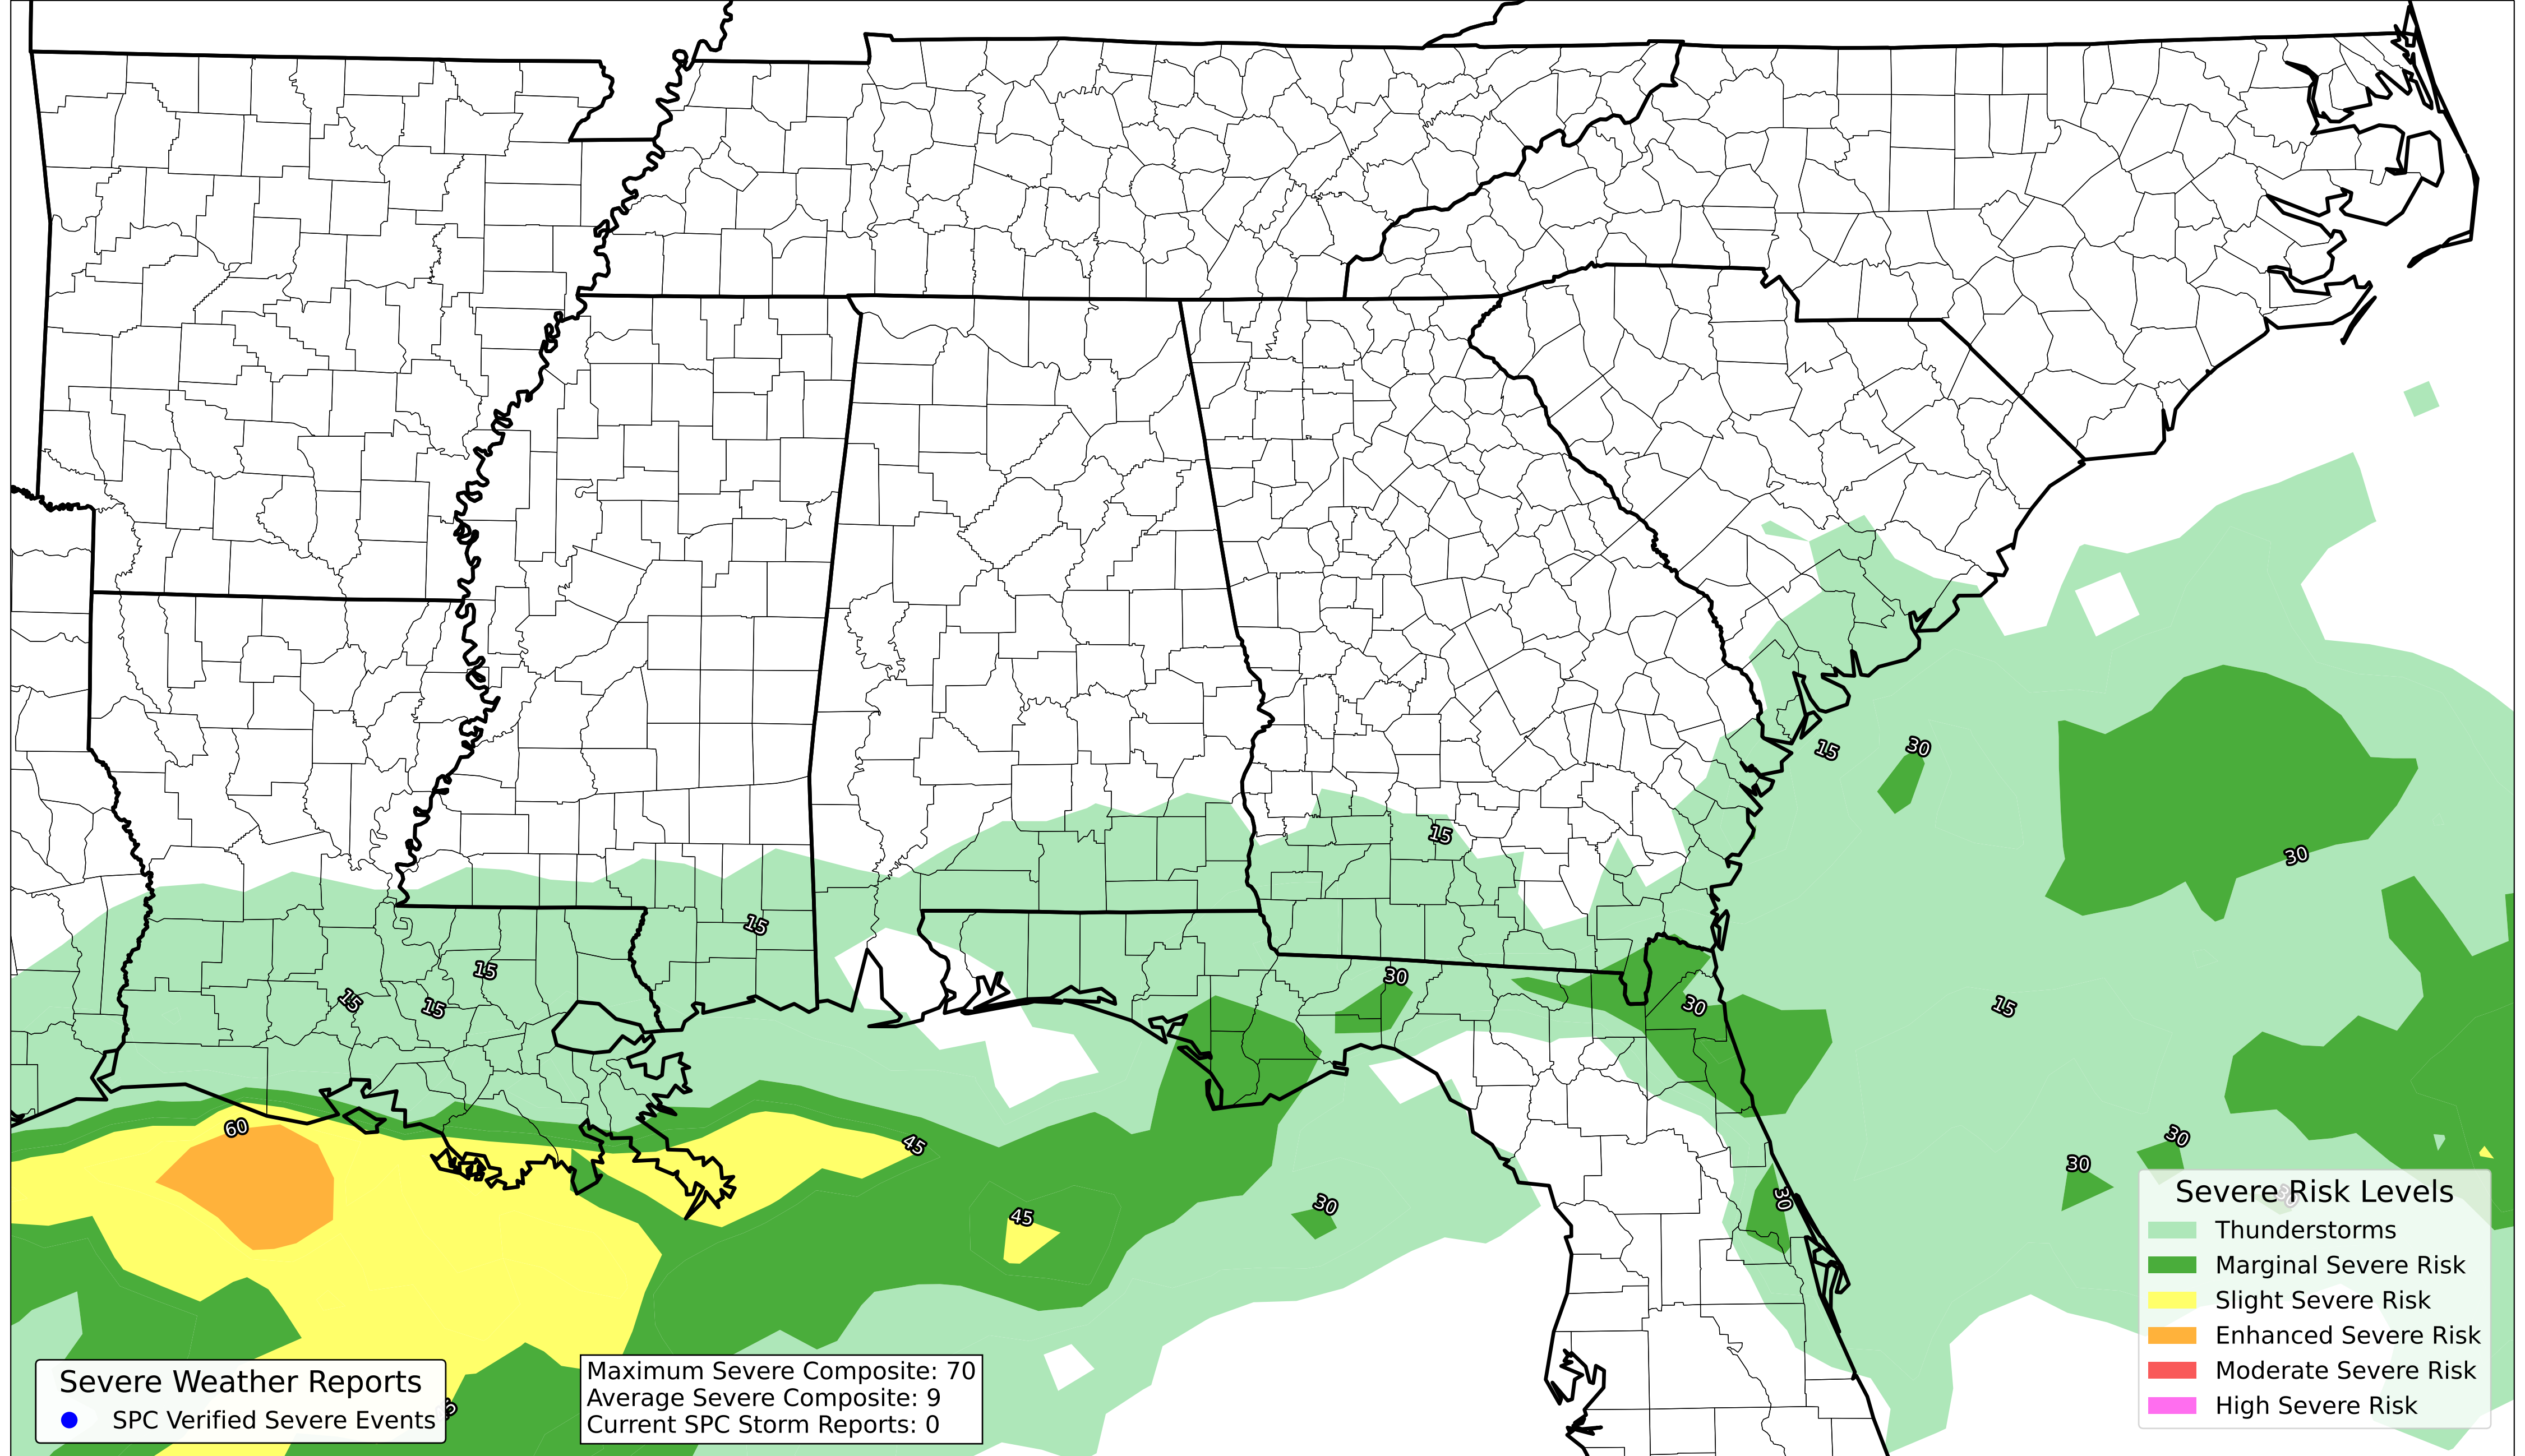 15
30
15
30
15
30
15
15
15
30
15
60
45
30
30
30
30
45
Severe Risk Levels
Thunderstorms
Marginal Severe Risk
Slight Severe Risk
Enhanced Severe Risk
Moderate Severe Risk
High Severe Risk
Severe Weather Reports
SPC Verified Severe Events
Maximum Severe Composite: 70
Average Severe Composite: 9
Current SPC Storm Reports: 0